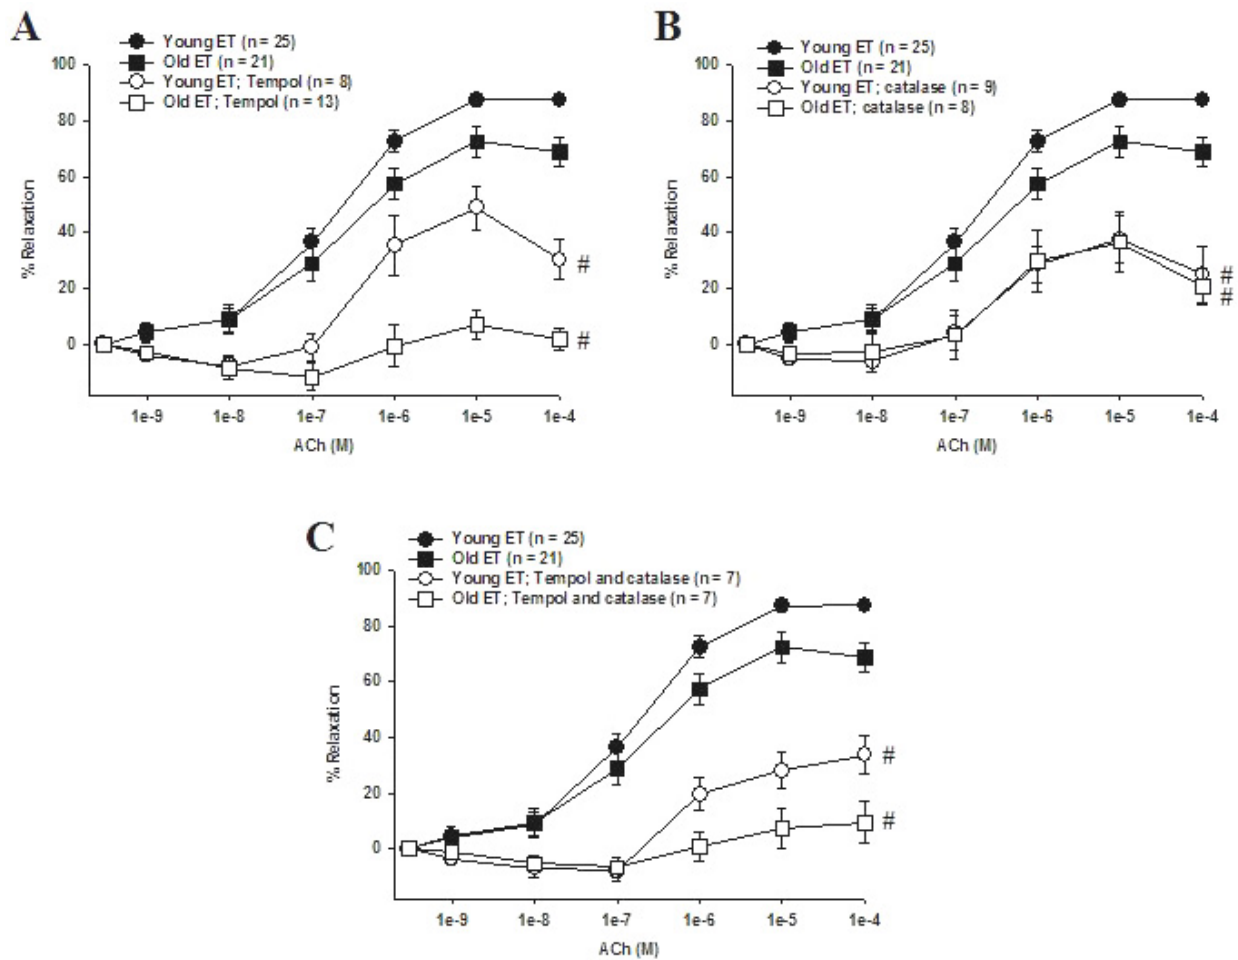 A
Young ET (n = 25)
Old ET (n = 21)
Young ET; Tempol (n = 8)
Old ET; Tempol (n = 13)
100
80
60
40
20
0
% Relaxation
#
#
1e-9 1e-8 1e-7 1e-6 1e-5 1e-4
ACh (M)
B
Young ET (n = 25)
Old ET (n = 21)
Young ET; catalase (n = 9)
Old ET; catalase (n = 8)
100
80
60
40
20
0
% Relaxation
#
#
1e-9 1e-8 1e-7 1e-6 1e-5 1e-4
ACh (M)
C
Young ET (n = 25)
Old ET (n = 21)
Young ET; Tempol and catalase (n = 7)
Old ET; Tempol and catalase (n = 7)
100
80
60
40
20
0
% Relaxation
#
#
1e-9 1e-8 1e-7 1e-6 1e-5 1e-4
ACh (M)